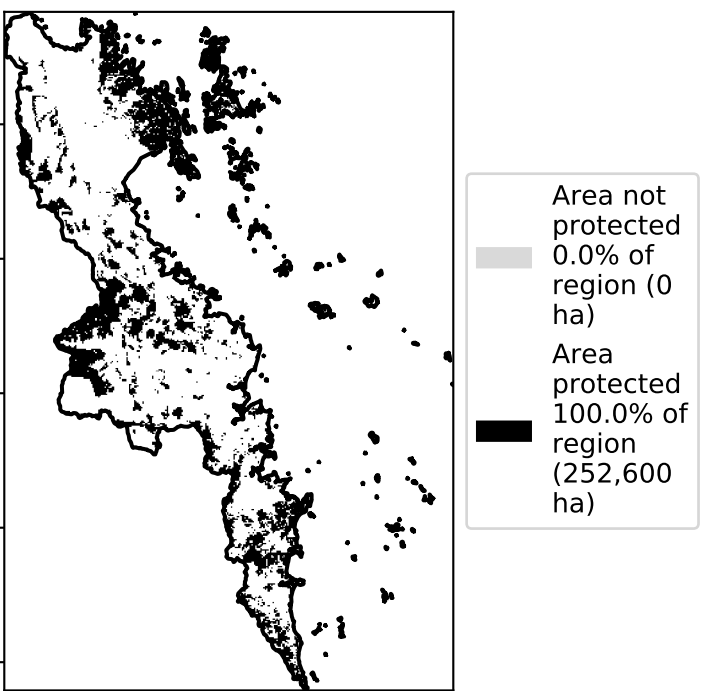 Area not
protected
0.0% of
region (0
ha)
Area
protected
100.0% of
region
(252,600
ha)